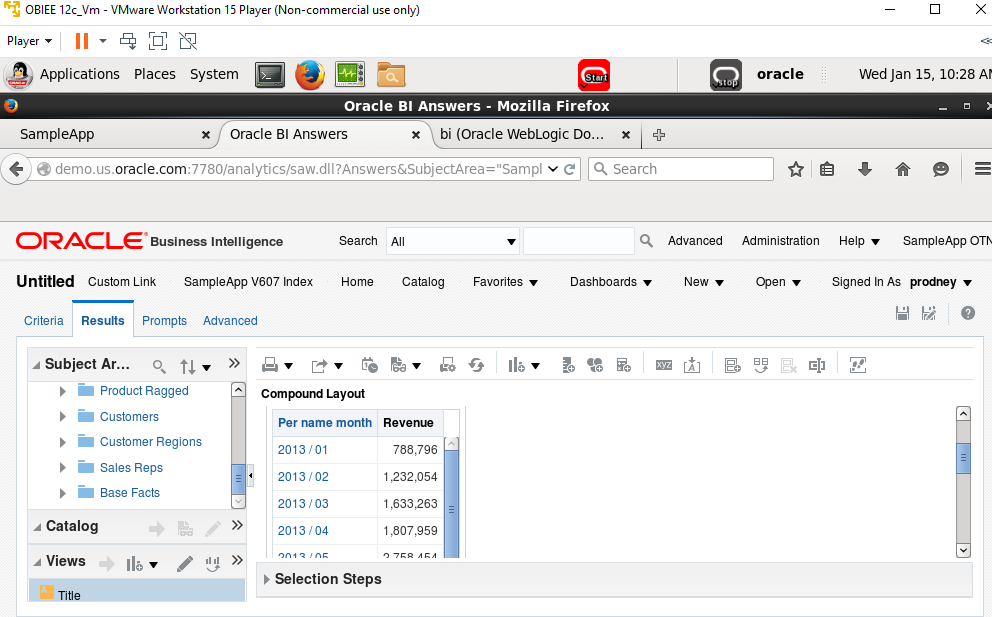 OBIEE 12c_Vm - VMware Workstation 15 Player (Non-commercial use only)
Player
Applications Places System Start stop oracle Wed Jan 15, 10:28 AM
Oracle BI Answers - Mozilla Firefox
SampleApp Oracle BI Answers bi (Oracle WebLogic Do...
demo.us.oracle.com:7780/analytics/saw.dll?Answers&SubjectArea="Sampl Search
ORACLE Business Intelligence Search All Advanced Administration Help SampleApp OTN
Untitled Custom Link SampleApp V607 Index Home Catalog Favorites Dashboards New Open Signed In As prodney
Criteria Results Prompts Advanced
Subject Ar...
XYZ
Compound Layout
Product Ragged
Customers
Customer Regions
Sales Reps
Base Facts
Per name month Revenue
2013 / 01 788,796
2013 / 02 1,232,054
2013 / 03 1,633,263
2013 / 04 1,807,959
2013 / 05 2,758,454
Catalog
Views
Title
Selection Steps